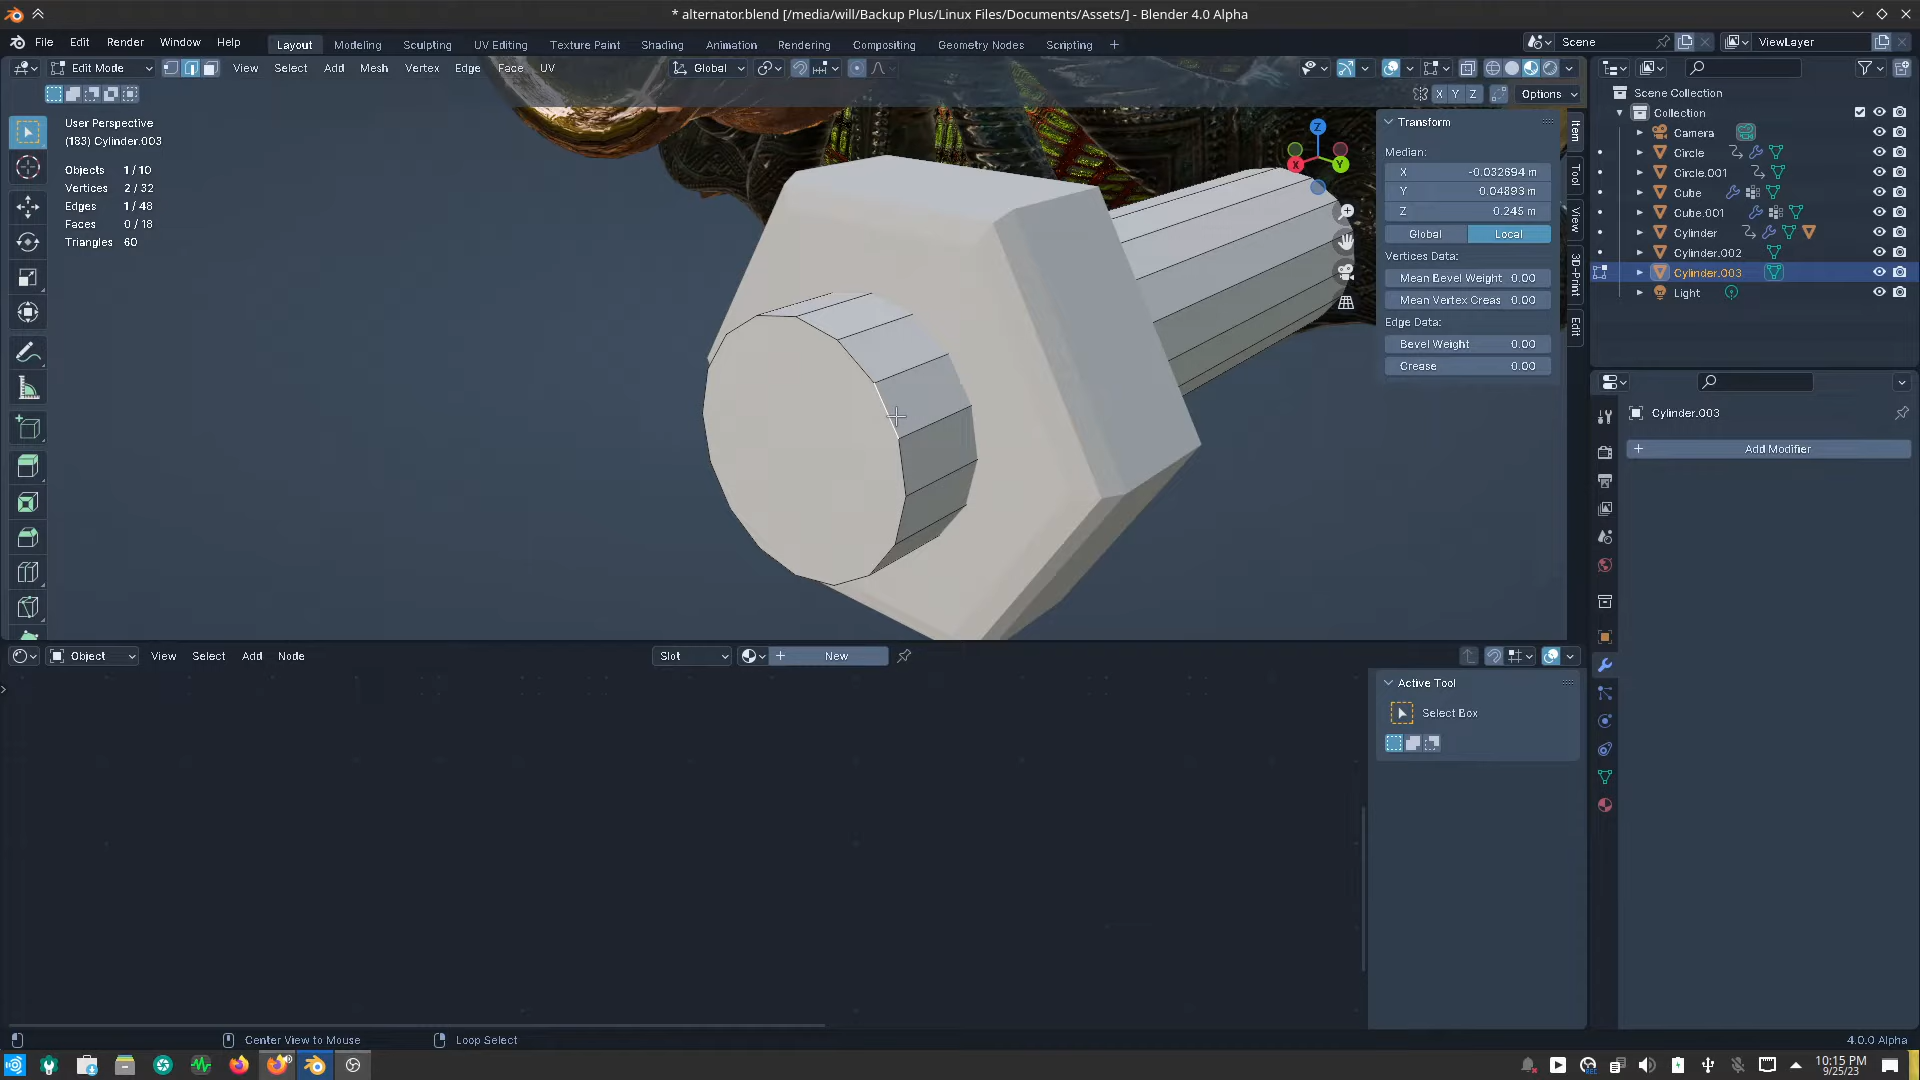 * alternator.blend [/media/will/Backup Plus/Linux Files/Documents/Assets/] - Blender 4.0 Alpha
File Edit Render Window Help Layout Modeling Sculpting UV Editing Texture Paint Shading Animation Rendering Compositing Geometry Nodes Scripting + Scene ViewLayer
Edit Mode View Select Add Mesh Vertex Edge Face UV Global
X Y Z Options
User Perspective
(183) Cylinder.003
Objects 1/10
Vertices 2/32
Edges 1/48
Faces 0/18
Triangles 60
Z
X
Y
Transform
Median:
X -0.032694 m
Y 0.04893 m
Z 0.245 m
Global Local
Vertices Data:
Mean Bevel Weight 0.00
Mean Vertex Creas 0.00
Edge Data:
Bevel Weight 0.00
Crease 0.00
Item
Tool
View
3D-Print
Edit
Scene Collection
Collection
Camera
Circle
Circle.001
Cube
Cube.001
Cylinder
Cylinder.002
Cylinder.003
Light
Cylinder.003
+ Add Modifier
Object View Select Add Node Slot + New
Active Tool
Select Box
Center View to Mouse Loop Select 4.0.0 Alpha
10:15 PM
9/25/23